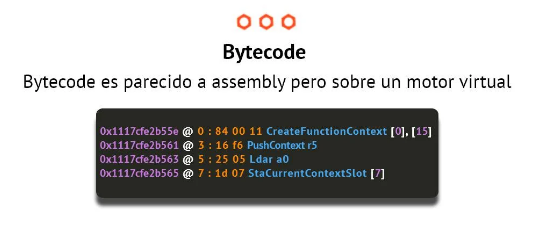 Bytecode
Bytecode es parecido a assembly pero sobre un motor virtual
0x1117cfe2b55e @ 0 : 84 00 11 CreateFunctionContext [0], [15]
0x1117cfe2b561 @ 3 : 16 f6 PushContext r5
0x1117cfe2b563 @ 5 : 25 05 Ldar a0
0x1117cfe2b565 @ 7 : 1d 07 StaCurrentContextSlot [7]